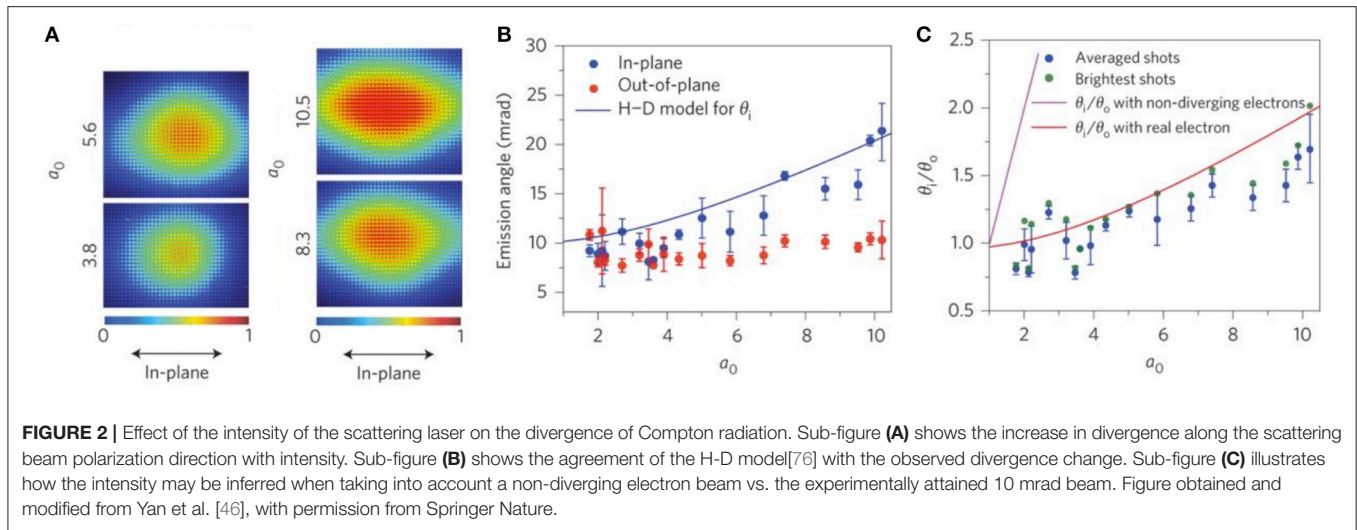 A
5.6
3.8
a0
10.5
8.3
a0
0
1
0
1
In-plane
In-plane
B
30
25
20
15
10
5
Emission angle (mrad)
In-plane
Out-of-plane
H–D model for θi
2
4
6
8
10
a0
C
2.5
2.0
1.5
1.0
0.5
θi/θo
Averaged shots
Brightest shots
θi/θo with non-diverging electrons
θi/θo with real electron
2
4
6
8
10
a0
FIGURE 2 | Effect of the intensity of the scattering laser on the divergence of Compton radiation. Sub-figure (A) shows the increase in divergence along the scattering
beam polarization direction with intensity. Sub-figure (B) shows the agreement of the H-D model[76] with the observed divergence change. Sub-figure (C) illustrates
how the intensity may be inferred when taking into account a non-diverging electron beam vs. the experimentally attained 10 mrad beam. Figure obtained and
modified from Yan et al. [46], with permission from Springer Nature.